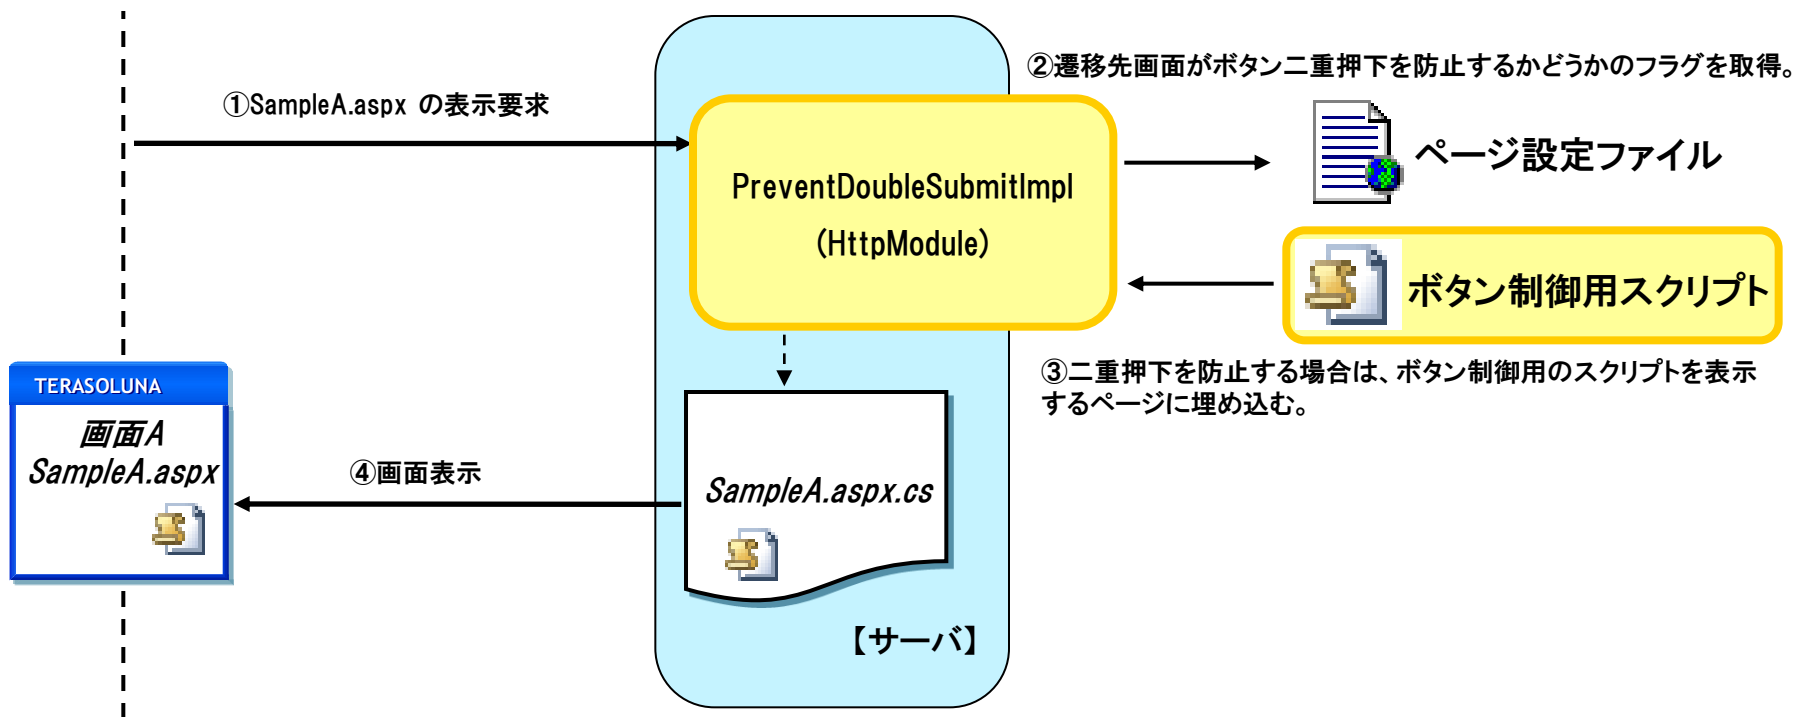 ②遷移先画面がボタン二重押下を防止するかどうかのフラグを取得。
①SampleA.aspx の表示要求
ページ設定ファイル
PreventDoubleSubmitImpl
(HttpModule)
ボタン制御用スクリプト
③二重押下を防止する場合は、ボタン制御用のスクリプトを表示
するページに埋め込む。
TERASOLUNA
画面A
SampleA.aspx
④画面表示
SampleA.aspx.cs
【サーバ】